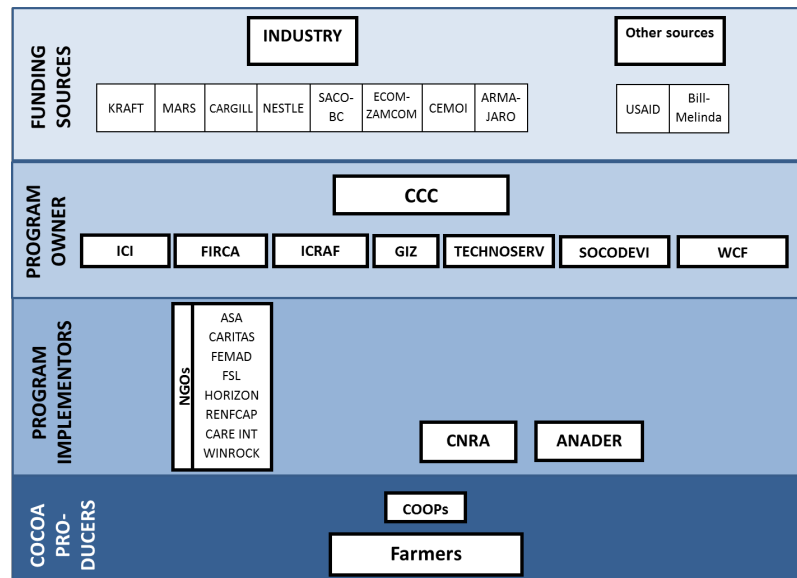 FUNDING
SOURCES
INDUSTRY
Other sources
KRAFT
MARS
CARGILL
NESTLE
SACO-
BC
ECOM-
ZAMCOM
CEMOI
ARMA-
JARO
USAID
Bill-
Melinda
PROGRAM
OWNER
CCC
ICI
FIRCA
ICRAF
GIZ
TECHNOSERV
SOCODEVI
WCF
PROGRAM
IMPLEMENTORS
NGOs
ASA
CARITAS
FEMAD
FSL
HORIZON
RENFCAP
CARE INT
WINROCK
CNRA
ANADER
COCOA
PRO-
DUCERS
COOPs
Farmers